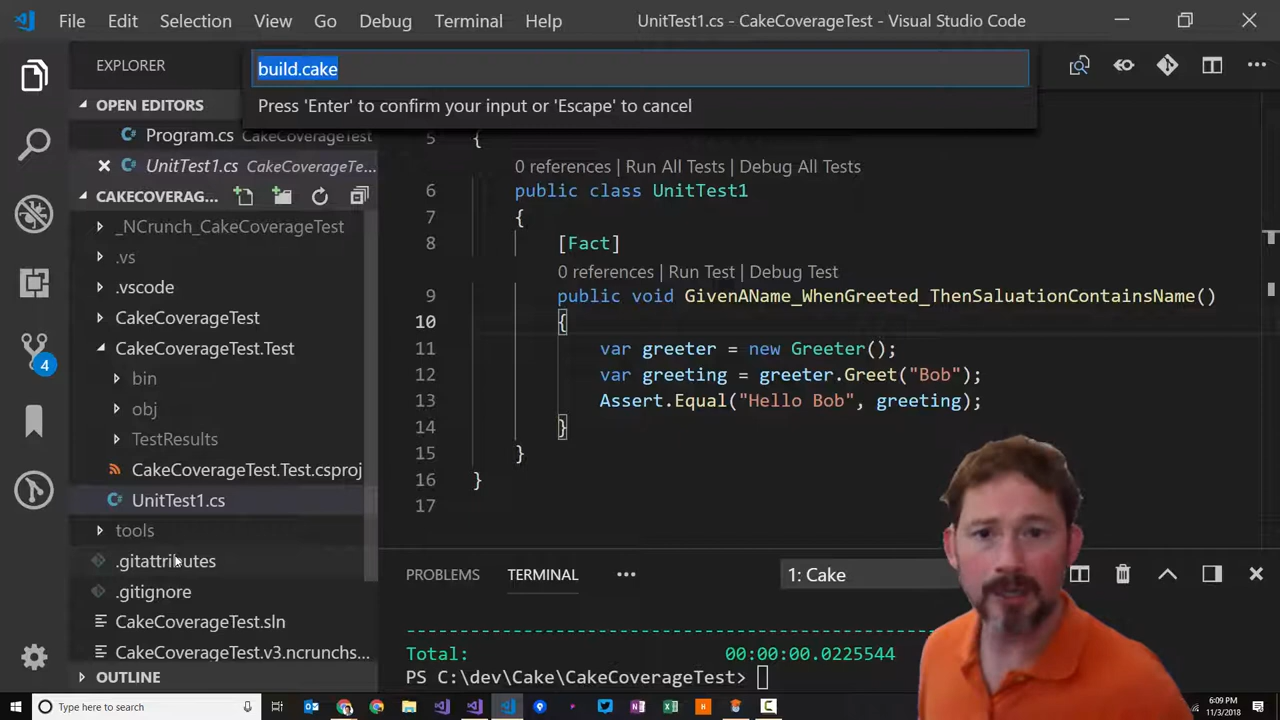 File Edit Selection View Go Debug Terminal Help UnitTest1.cs - CakeCoverageTest - Visual Studio Code
EXPLORER
build.cake
Press 'Enter' to confirm your input or 'Escape' to cancel
OPEN EDITORS
Program.cs CakeCoverageTest
UnitTest1.cs CakeCoverageTe...
CAKECOVERAG...
_NCrunch_CakeCoverageTest
.vs
.vscode
CakeCoverageTest
CakeCoverageTest.Test
bin
obj
TestResults
CakeCoverageTest.Test.csproj
UnitTest1.cs
tools
.gitattributes
.gitignore
CakeCoverageTest.sln
CakeCoverageTest.v3.ncrunchs...
OUTLINE
4
5 {
0 references | Run All Tests | Debug All Tests
6 public class UnitTest1
7 {
8 [Fact]
0 references | Run Test | Debug Test
9 public void GivenAName_WhenGreeted_ThenSaluationContainsName()
10 {
11 var greeter = new Greeter();
12 var greeting = greeter.Greet("Bob");
13 Assert.Equal("Hello Bob", greeting);
14 }
15 }
16 }
17
PROBLEMS TERMINAL ... 1: Cake
--------------------------------------------------
Total: 00:00:00.0225544
PS C:\dev\Cake\CakeCoverageTest>
Type here to search
6:09 PM
11/3/2018